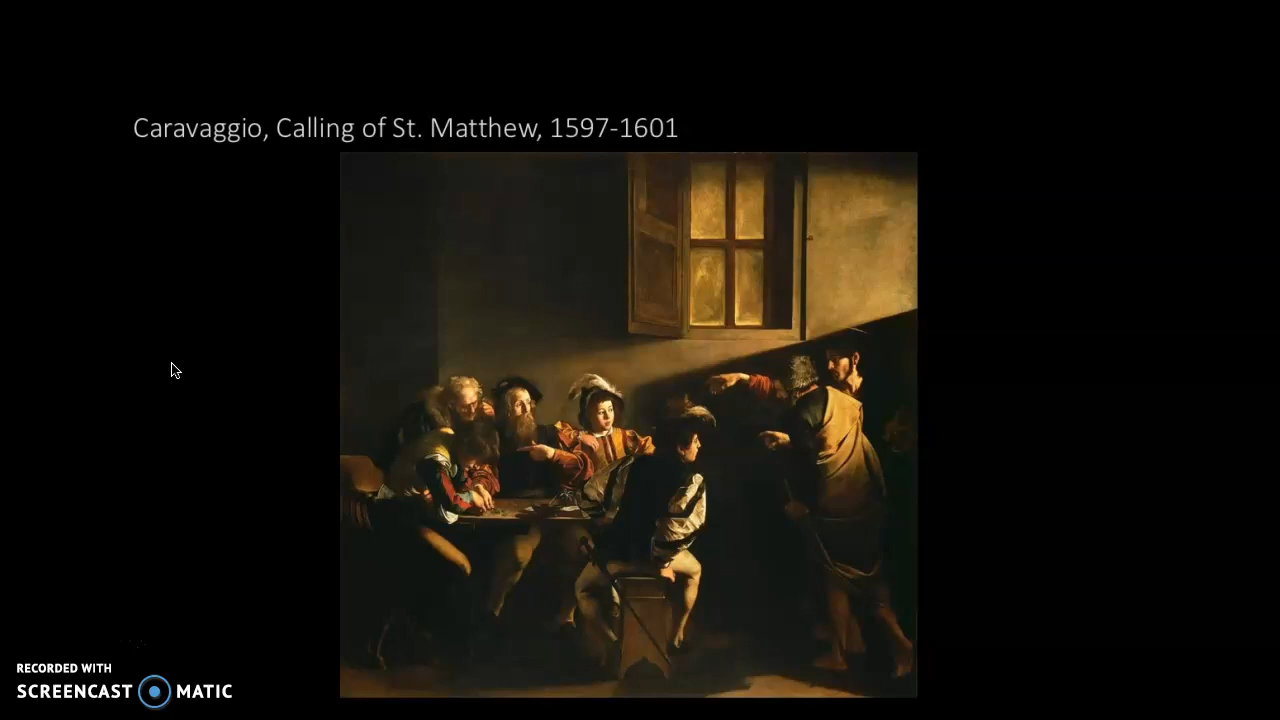 Caravaggio, Calling of St. Matthew, 1597-1601
RECORDED WITH
SCREENCAST MATIC